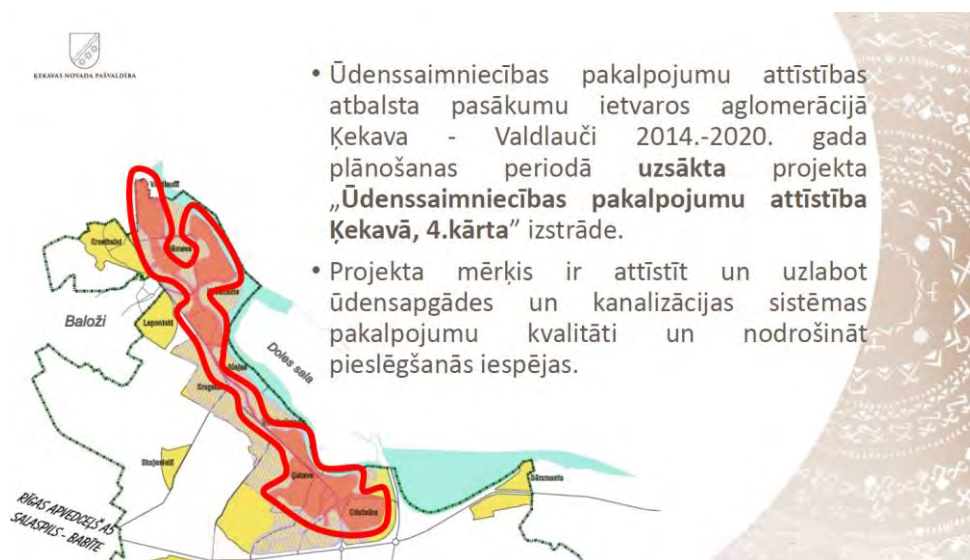 ĶEKAVAS NOVADA PAŠVALDĪBA
• Ūdenssaimniecības pakalpojumu attīstības
atbalsta pasākumu ietvaros aglomerācijā
Ķekava - Valdlauči 2014.-2020. gada
plānošanas periodā uzsākta projekta
„Ūdenssaimniecības pakalpojumu attīstība
Ķekavā, 4.kārta” izstrāde.
• Projekta mērķis ir attīstīt un uzlabot
ūdensapgādes un kanalizācijas sistēmas
pakalpojumu kvalitāti un nodrošināt
pieslēgšanās iespējas.
Baloži
Doles sala
Ķekava
Odukalns
RĪGAS APVEDCEĻŠ A5
SALASPILS - BABĪTE